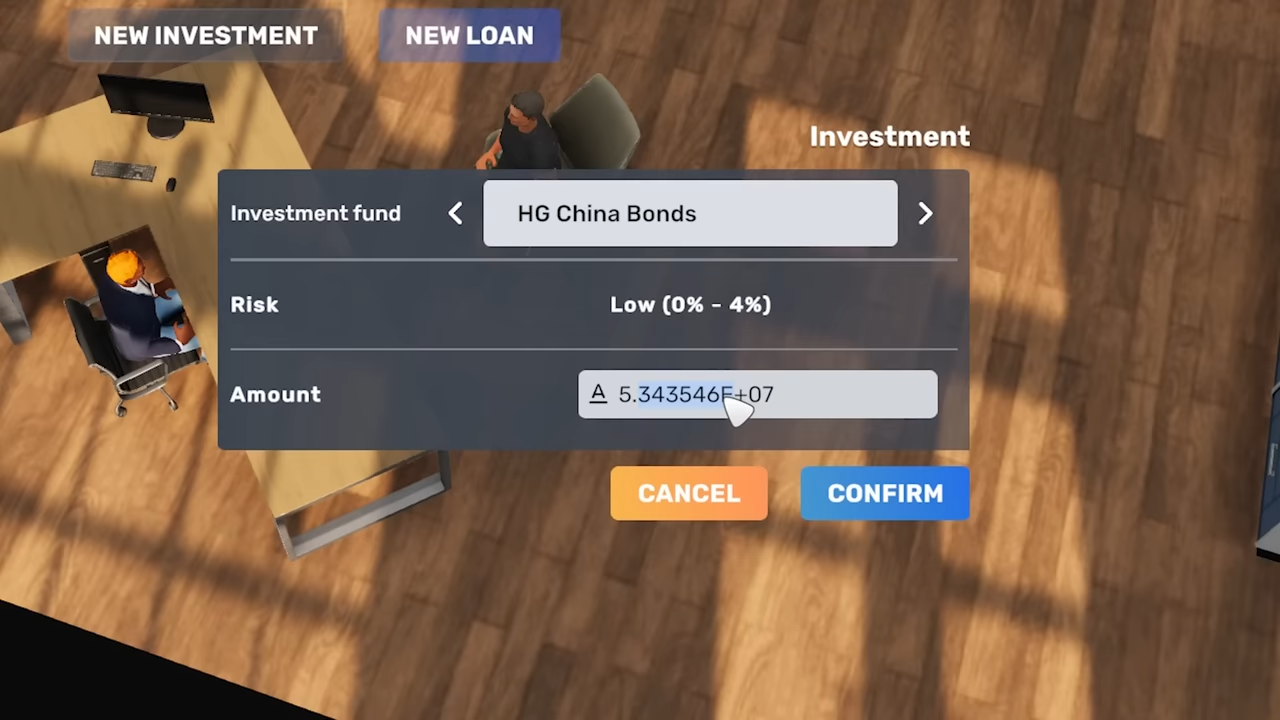 NEW INVESTMENT
NEW LOAN
Investment
Investment fund
HG China Bonds
Risk
Low (0% - 4%)
Amount
A 5.343546E+07
CANCEL
CONFIRM